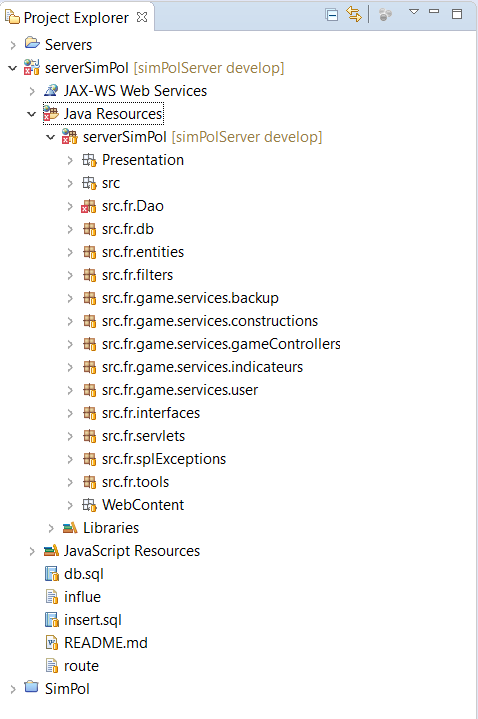 Project Explorer
Servers
serverSimPol [simPolServer develop]
JAX-WS Web Services
Java Resources
serverSimPol [simPolServer develop]
Presentation
src
src.fr.Dao
src.fr.db
src.fr.entities
src.fr.filters
src.fr.game.services.backup
src.fr.game.services.constructions
src.fr.game.services.gameControllers
src.fr.game.services.indicateurs
src.fr.game.services.user
src.fr.interfaces
src.fr.servlets
src.fr.splExceptions
src.fr.tools
WebContent
Libraries
JavaScript Resources
db.sql
influe
insert.sql
README.md
route
SimPol